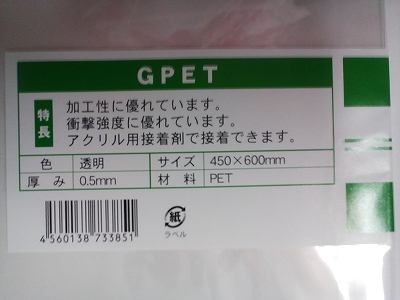 GPET
特長
加工性に優れています。
衝撃強度に優れています。
アクリル用接着剤で接着できます。
色 透明 サイズ 450×600mm
厚み 0.5mm 材料 PET
紙
ラベル
4560138733851